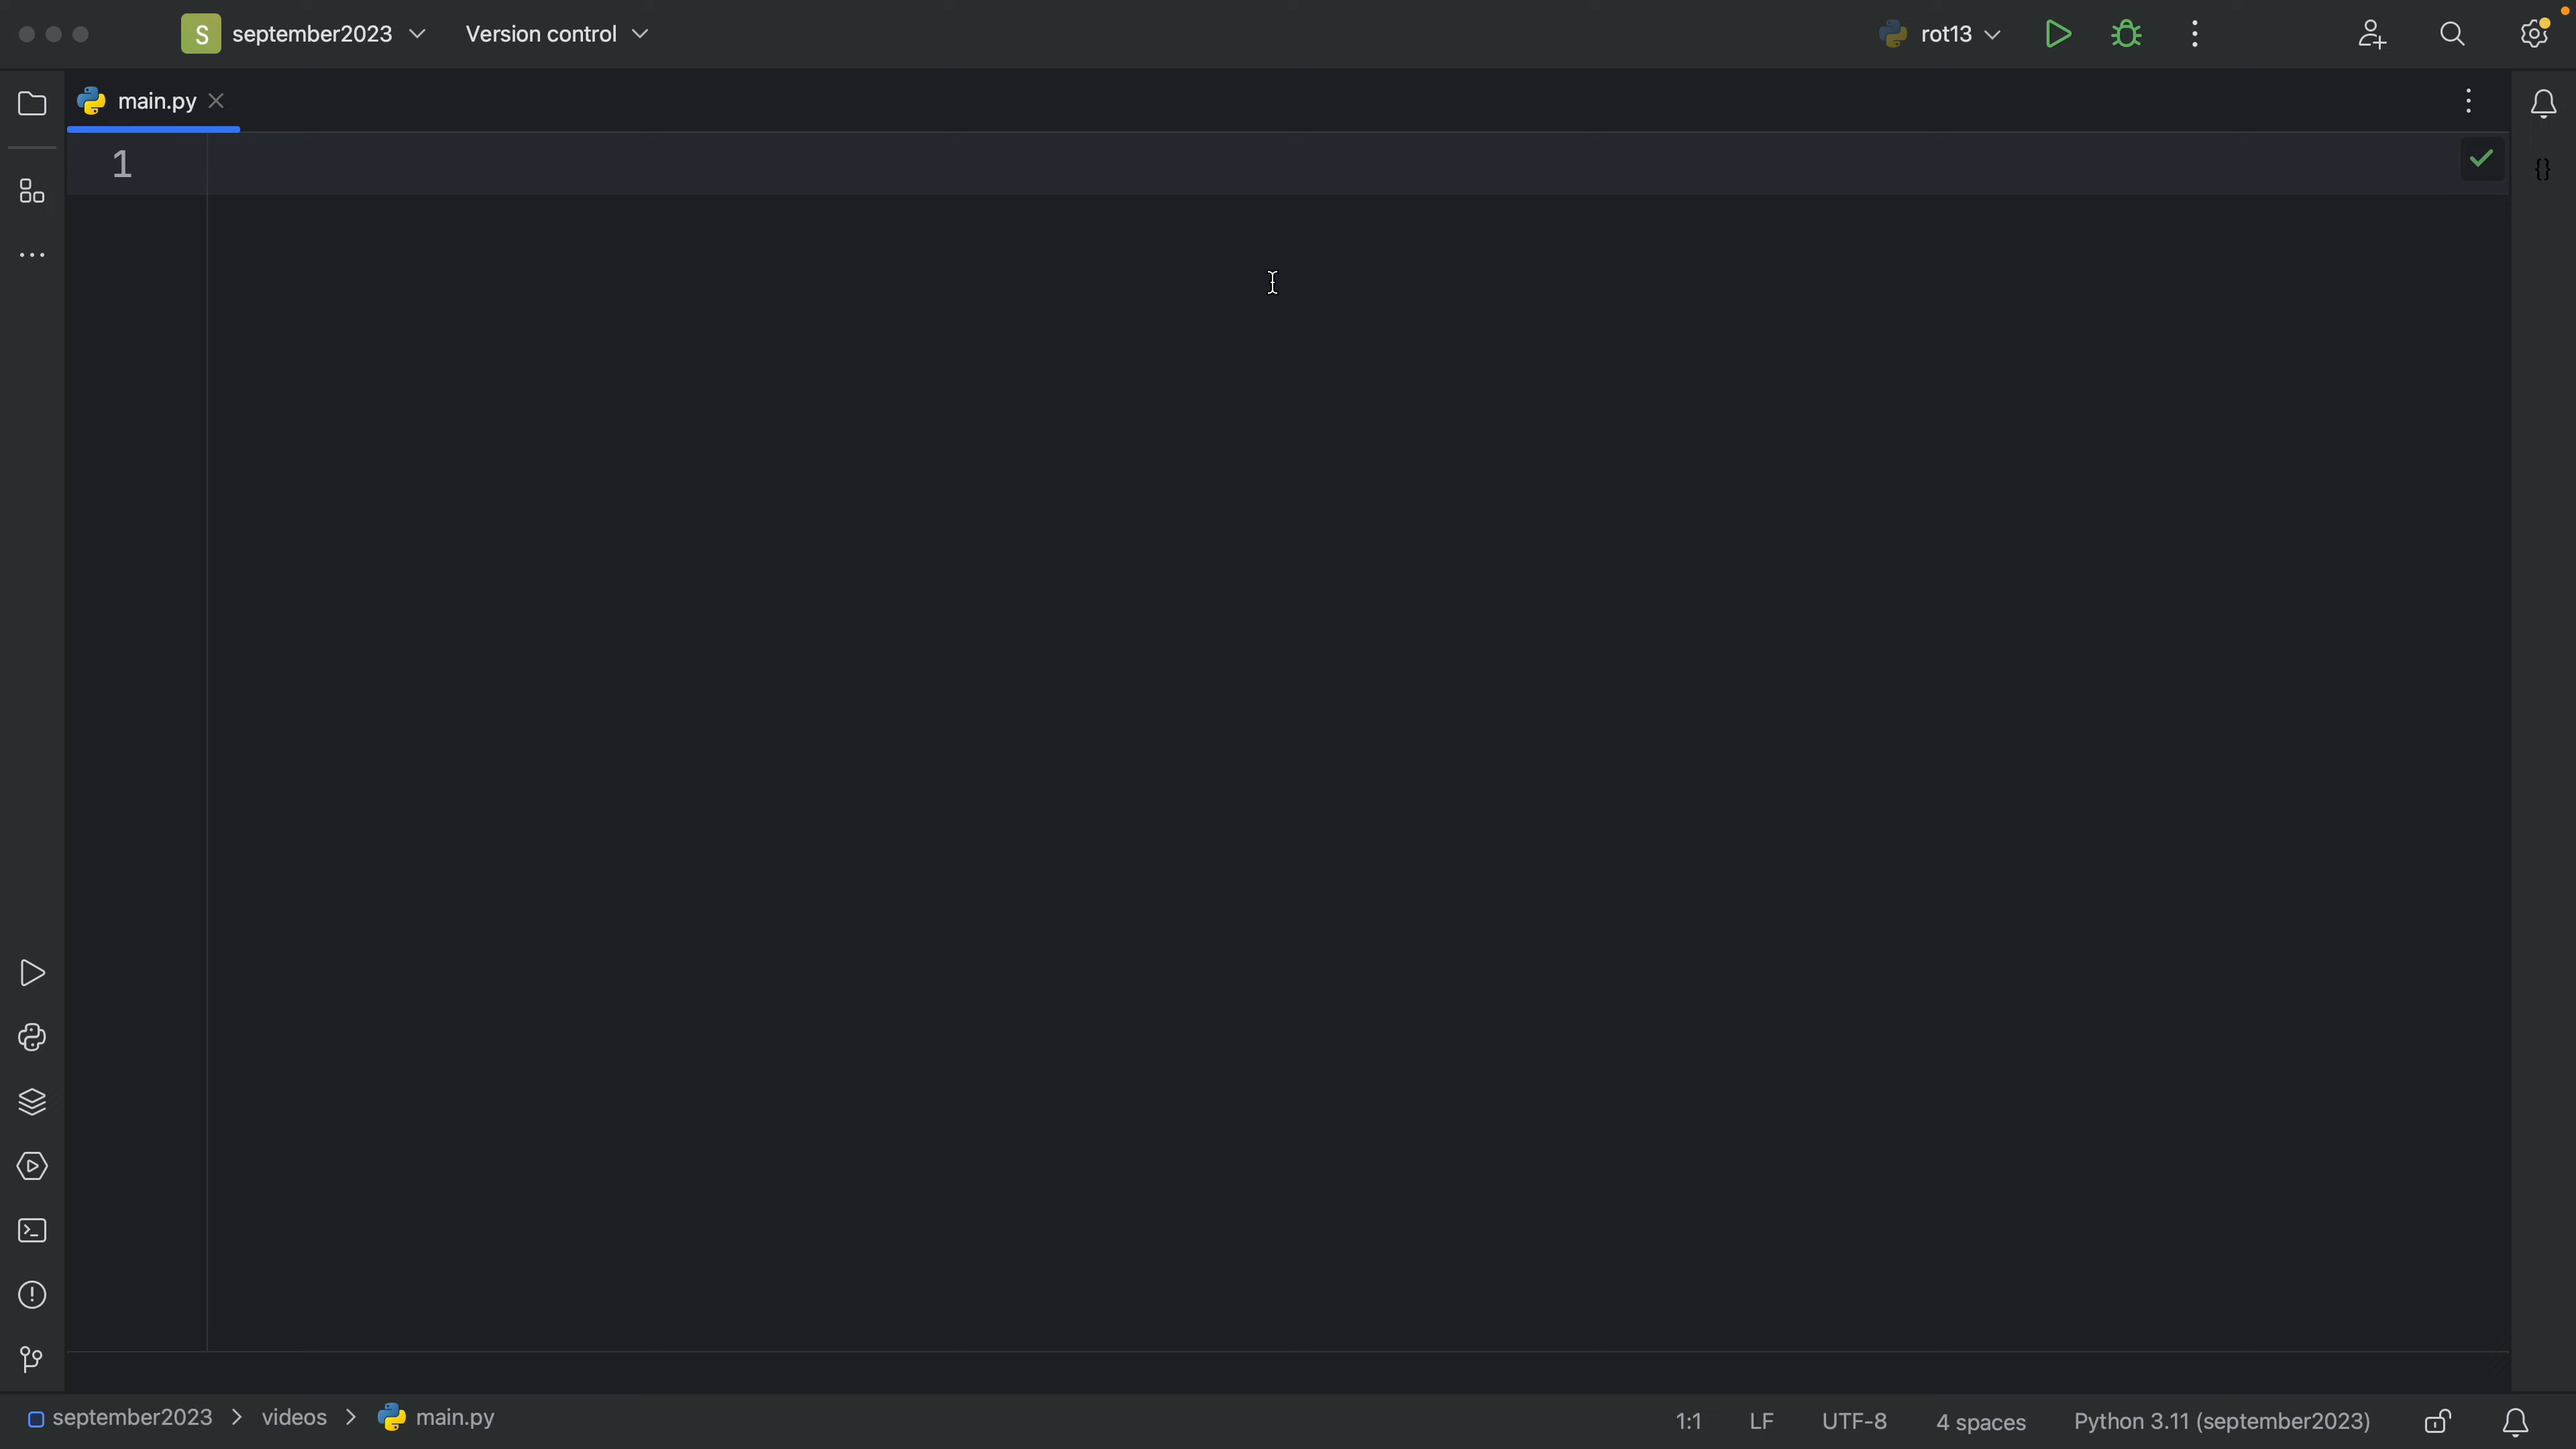 S september2023 Version control rot13
main.py
1
{}
september2023 > videos > main.py 1:1 LF UTF-8 4 spaces Python 3.11 (september2023)